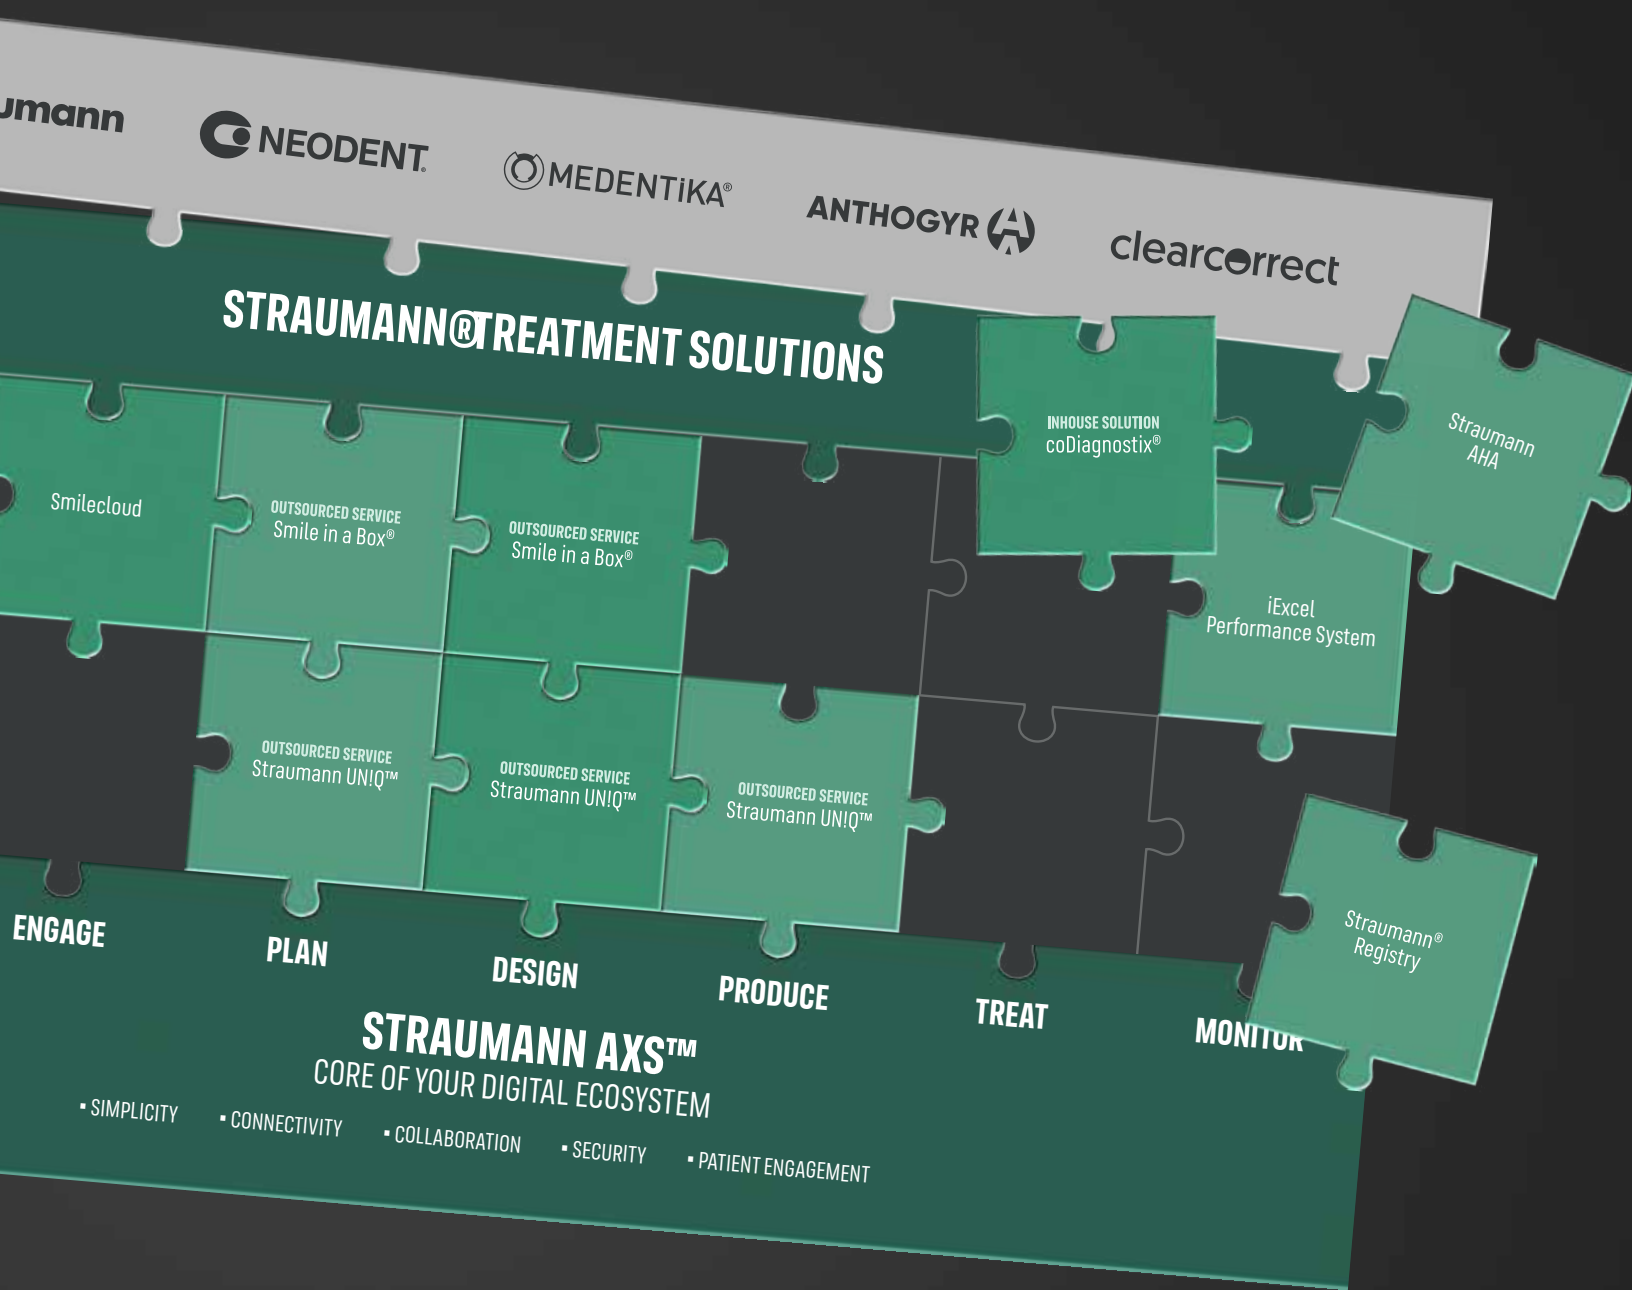 umann
NEODENT®
MEDENTiKA®
ANTHOGYR
clearcorrect
STRAUMANN® TREATMENT SOLUTIONS
INHOUSE SOLUTION
coDiagnostix®
Straumann
AHA
Smilecloud
OUTSOURCED SERVICE
Smile in a Box®
OUTSOURCED SERVICE
Smile in a Box®
iExcel
Performance System
OUTSOURCED SERVICE
Straumann UN!Q™
OUTSOURCED SERVICE
Straumann UN!Q™
OUTSOURCED SERVICE
Straumann UN!Q™
Straumann®
Registry
ENGAGE
PLAN
DESIGN
PRODUCE
TREAT
MONITOR
STRAUMANN AXS™
CORE OF YOUR DIGITAL ECOSYSTEM
▪ SIMPLICITY
▪ CONNECTIVITY
▪ COLLABORATION
▪ SECURITY
▪ PATIENT ENGAGEMENT